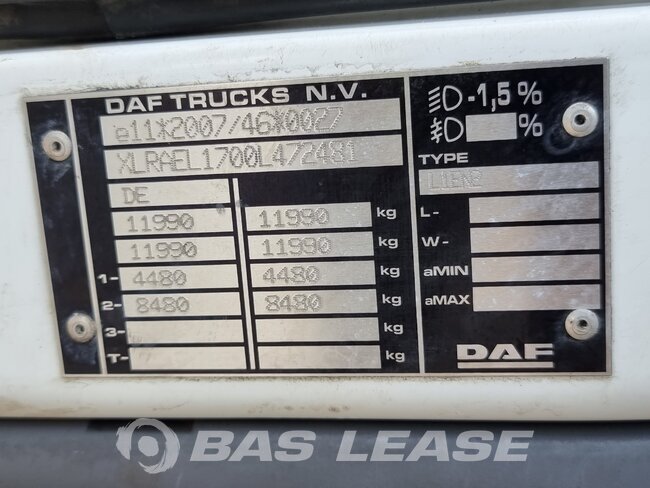 DAF TRUCKS N.V.
e11*2007/46*0027
XLRAEL1700L472481
DE
11990 11990 kg
11990 11990 kg
1- 4480 4480 kg
2- 8480 8480 kg
3- kg
T- kg
-1,5%
%
TYPE
L1EN2
L-
W-
aMIN
aMAX
DAF
BAS LEASE